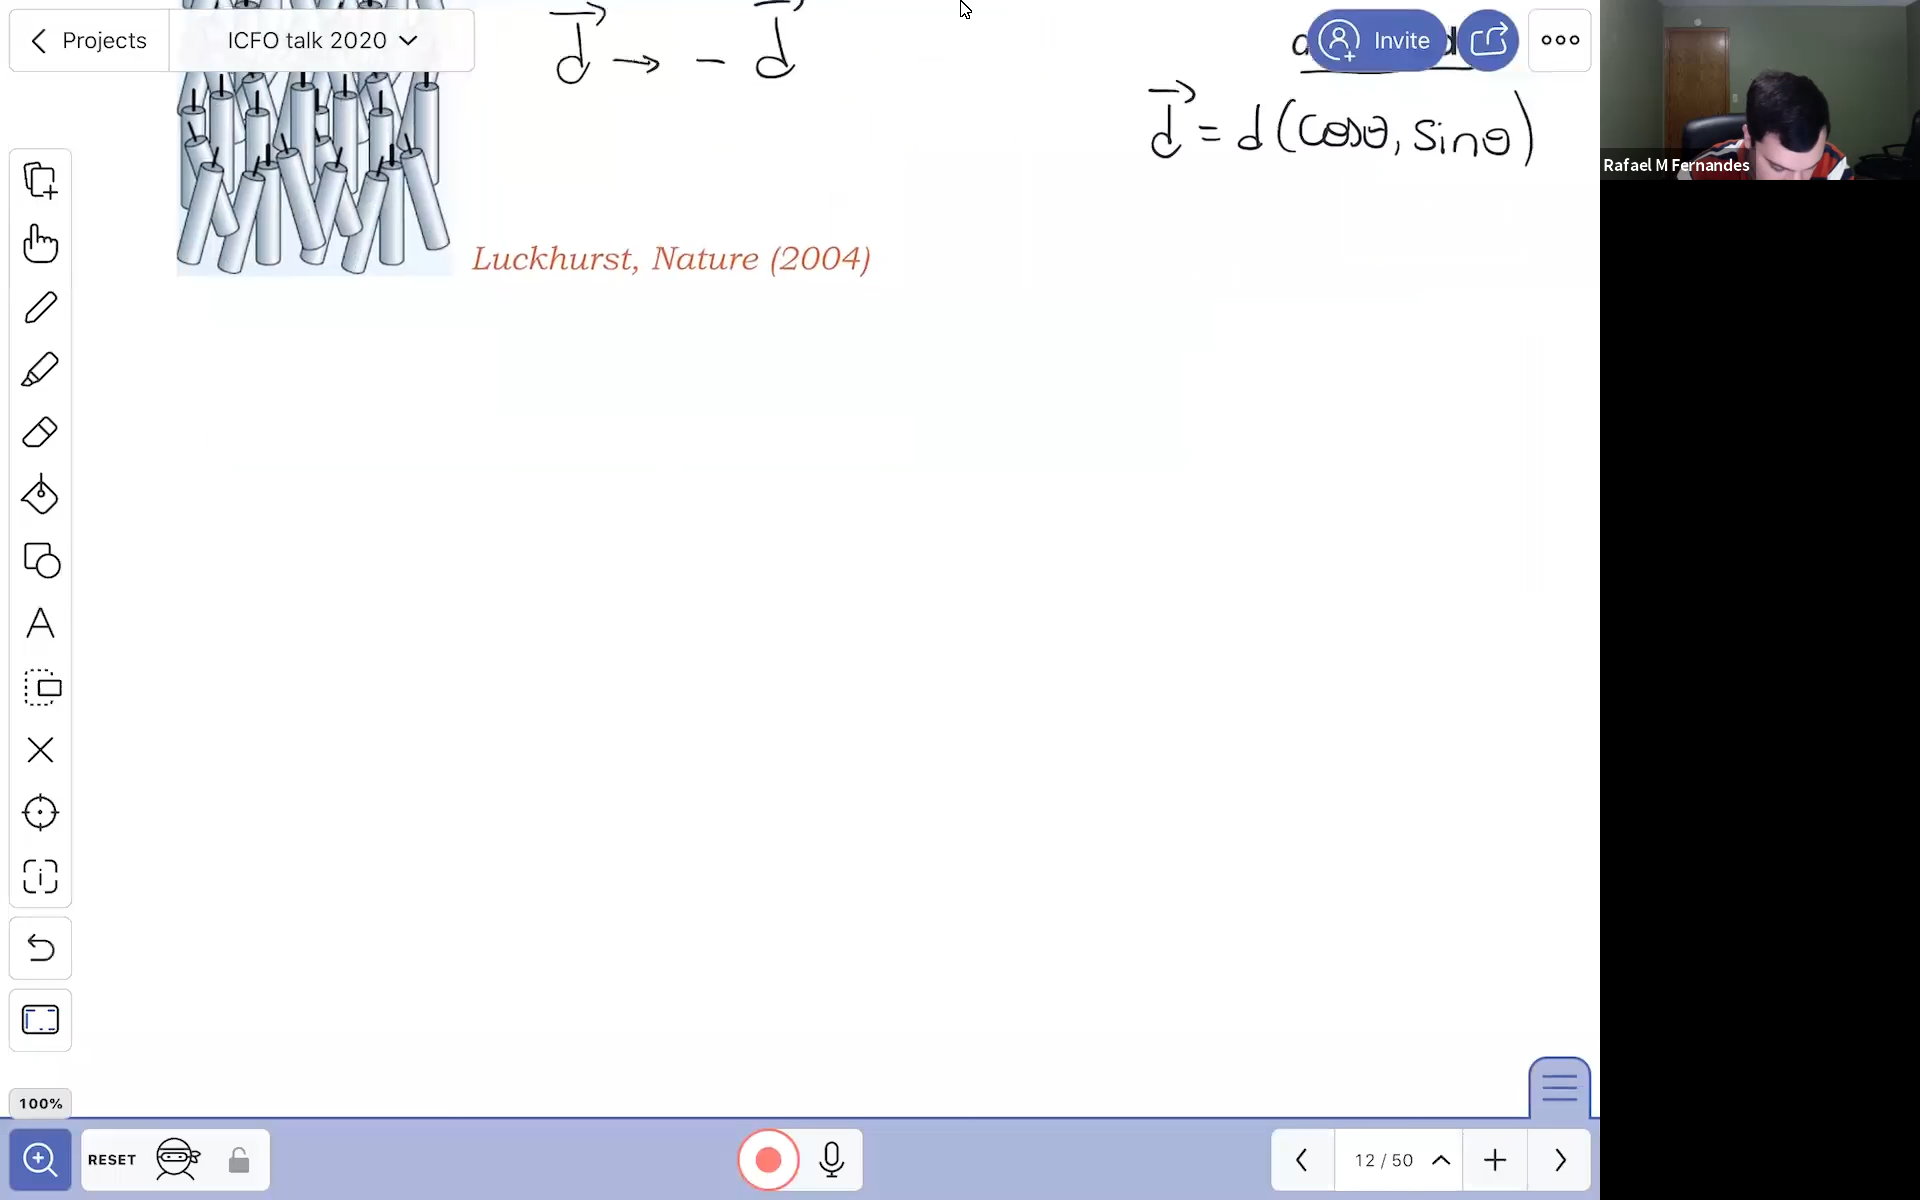 Projects
ICFO talk 2020
Invite
d⃗ → - d⃗
d⃗ = d(cosθ, sinθ)
Rafael M Fernandes
Luckhurst, Nature (2004)
A
100%
RESET
12 / 50